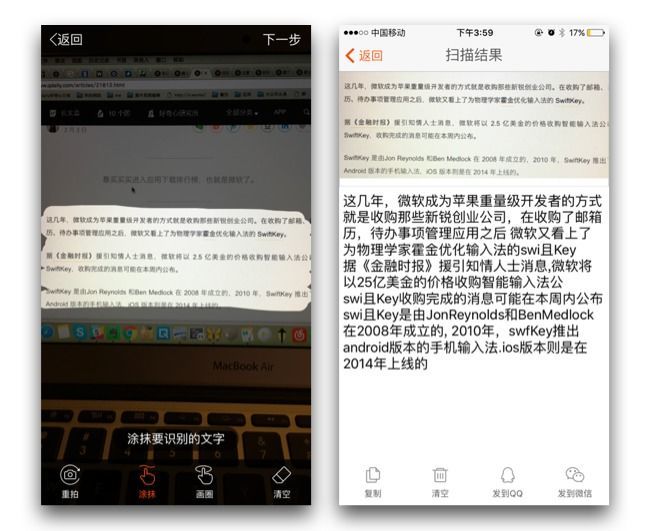 返回
下一步
2月2日
最买买买进入应用下载排行榜，也就是微软了。
这几年，微软成为苹果重量级开发者的方式就是收购那些新锐创业公司。在收购了邮箱、
历、待办事项管理应用之后，微软又看上了为物理学家霍金优化输入法的 SwiftKey。
据《金融时报》援引知情人士消息，微软将以 2.5 亿美金的价格收购智能输入法公
SwiftKey，收购完成的消息可能在本周内公布。
SwiftKey 是由Jon Reynolds 和Ben Medlock 在 2008 年成立的，2010 年，SwiftKey 推出
Android 版本的手机输入法，iOS 版本则是在 2014 年上线的。
MacBook Air
涂抹要识别的文字
重拍
涂抹
画圈
清空
中国移动
下午3:59
17%
返回
扫描结果
这几年，微软成为苹果重量级开发者的方式就是收购那些新锐创业公司。在收购了邮箱、
历、待办事项管理应用之后，微软又看上了为物理学家霍金优化输入法的 SwiftKey。
据《金融时报》援引知情人士消息，微软将以 2.5 亿美金的价格收购智能输入法公
SwiftKey，收购完成的消息可能在本周内公布。
SwiftKey 是由Jon Reynolds 和Ben Medlock 在 2008 年成立的，2010 年，SwiftKey 推出
Android 版本的手机输入法，iOS 版本则是在 2014 年上线的。
这几年，微软成为苹果重量级开发者的方式
就是收购那些新锐创业公司，在收购了邮箱
历，待办事项管理应用之后 微软又看上了
为物理学家霍金优化输入法的swi且Key
据《金融时报》援引知情人士消息,微软将
以25亿美金的价格收购智能输入法公
swi且Key收购完成的消息可能在本周内公布
swi且Key是由JonReynolds和BenMedlock
在2008年成立的, 2010年，swfKey推出
android版本的手机输入法.ios版本则是在
2014年上线的
复制
清空
发到QQ
发到微信